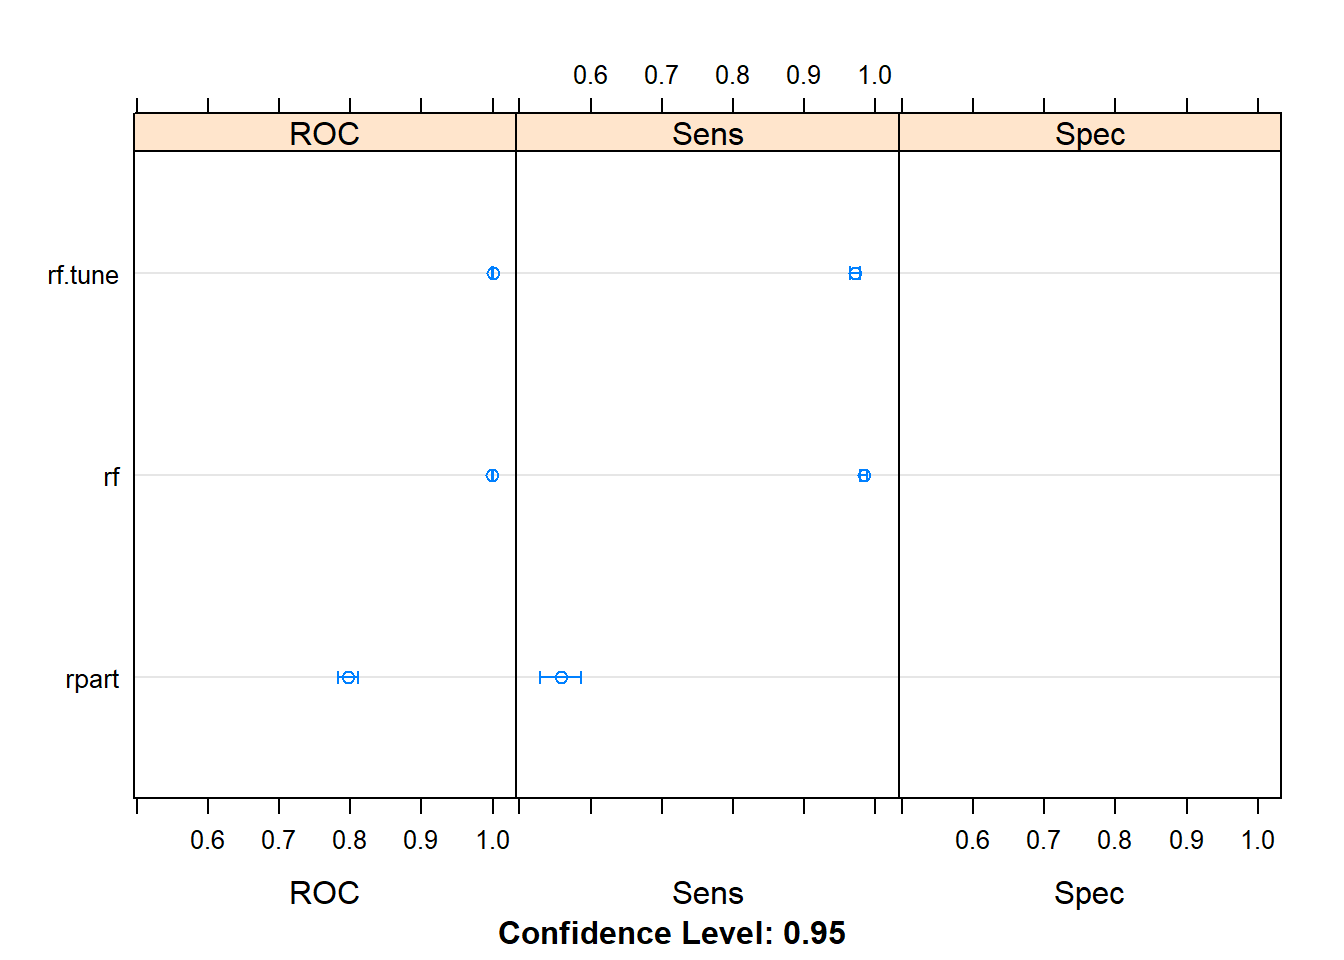 0.6 0.7 0.8 0.9 1.0
ROC Sens Spec
rf.tune
rf
rpart
0.6 0.7 0.8 0.9 1.0 0.6 0.7 0.8 0.9 1.0
ROC Sens Spec
Confidence Level: 0.95